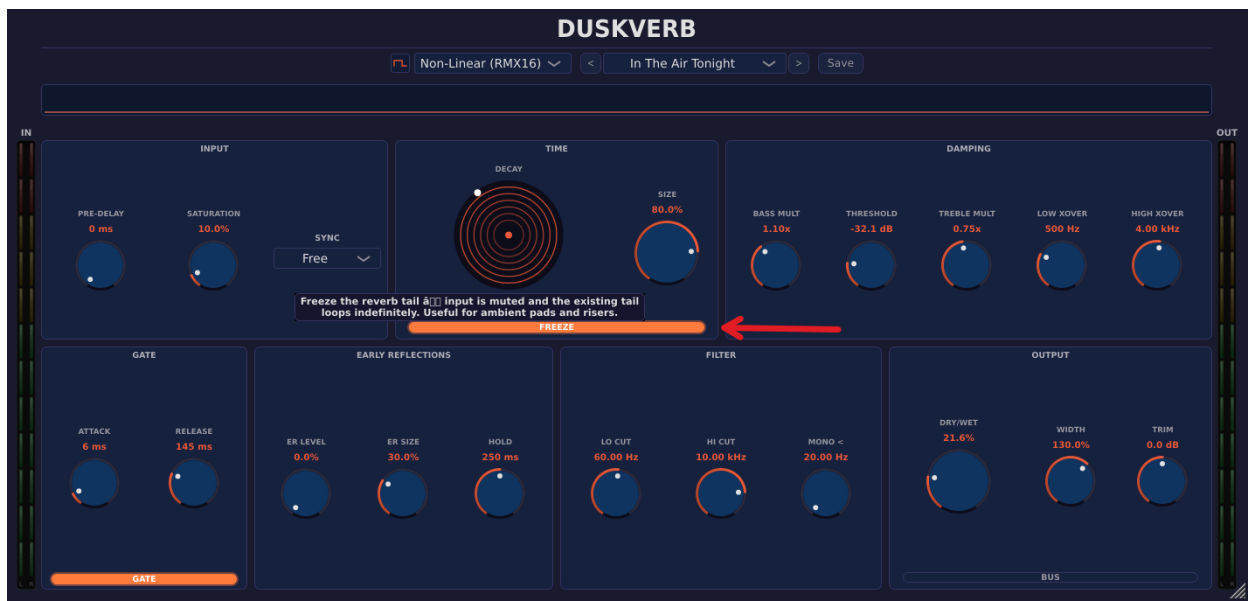 DUSKVERB
Non-Linear (RMX16)
<
In The Air Tonight
>
Save
IN
OUT
INPUT
PRE-DELAY
0 ms
SATURATION
10.0%
SYNC
Free
TIME
DECAY
SIZE
80.0%
Freeze the reverb tail â▯▯ input is muted and the existing tail
loops indefinitely. Useful for ambient pads and risers.
FREEZE
DAMPING
BASS MULT
1.10x
THRESHOLD
-32.1 dB
TREBLE MULT
0.75x
LOW XOVER
500 Hz
HIGH XOVER
4.00 kHz
GATE
ATTACK
6 ms
RELEASE
145 ms
GATE
EARLY REFLECTIONS
ER LEVEL
0.0%
ER SIZE
30.0%
HOLD
250 ms
FILTER
LO CUT
60.00 Hz
HI CUT
10.00 kHz
MONO <
20.00 Hz
OUTPUT
DRY/WET
21.6%
WIDTH
130.0%
TRIM
0.0 dB
BUS
L R
L R